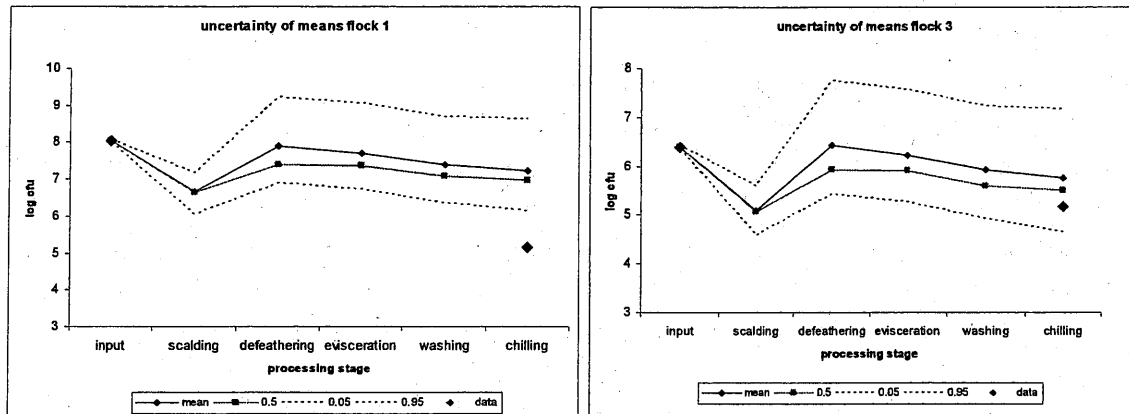 uncertainty of means flock 1
10
9
8
7
6
5
4
3
log cfu
input scalding defeathering evisceration washing chilling
processing stage
mean 0.5 0.05 0.95 data
uncertainty of means flock 3
8
7
6
5
4
3
log cfu
input scalding defeathering evisceration washing chilling
processing stage
mean 0.5 0.05 0.95 data